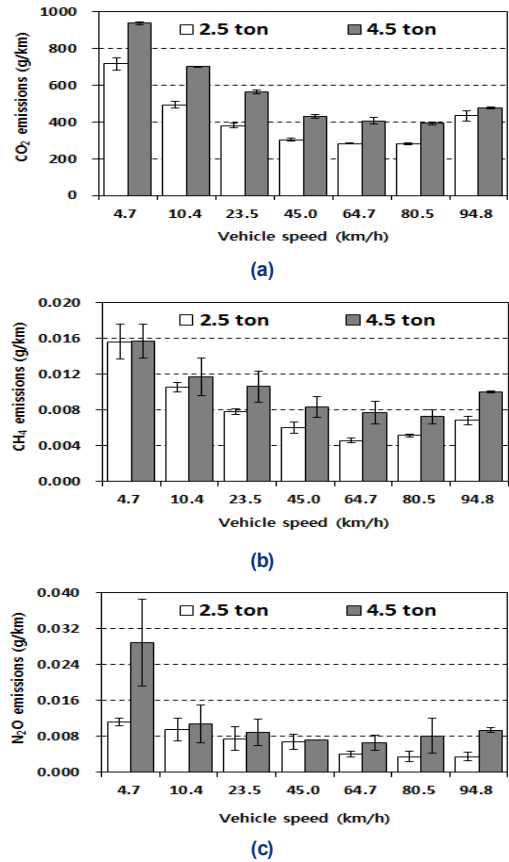 1000
800
600
400
200
0
CO₂ emissions (g/km)
2.5 ton 4.5 ton
4.7 10.4 23.5 45.0 64.7 80.5 94.8
Vehicle speed (km/h)
(a)
0.020
0.016
0.012
0.008
0.004
0.000
CH₄ emissions (g/km)
2.5 ton 4.5 ton
4.7 10.4 23.5 45.0 64.7 80.5 94.8
Vehicle speed (km/h)
(b)
0.040
0.032
0.024
0.016
0.008
0.000
N₂O emissions (g/km)
2.5 ton 4.5 ton
4.7 10.4 23.5 45.0 64.7 80.5 94.8
Vehicle speed (km/h)
(c)